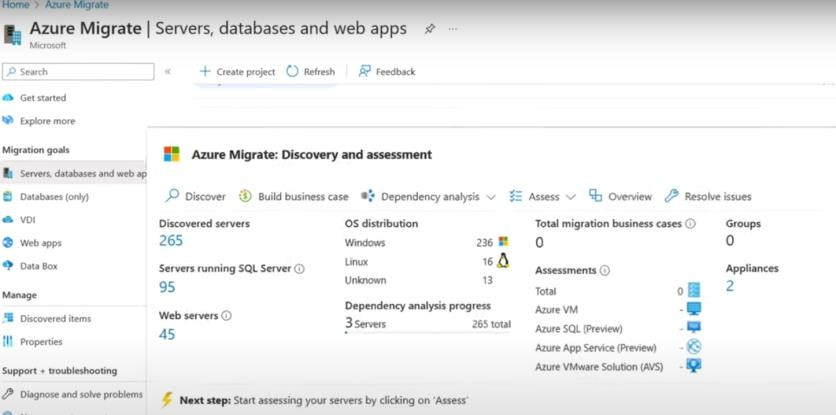 Home > Azure Migrate
Azure Migrate | Servers, databases and web apps
Microsoft
Search
Create project
Refresh
Feedback
Get started
Explore more
Migration goals
Servers, databases and web ap
Databases (only)
VDI
Web apps
Data Box
Manage
Discovered items
Properties
Support + troubleshooting
Diagnose and solve problems
Azure Migrate: Discovery and assessment
Discover
Build business case
Dependency analysis
Assess
Overview
Resolve issues
Discovered servers
265
Servers running SQL Server
95
Web servers
45
OS distribution
Windows 236
Linux 16
Unknown 13
Dependency analysis progress
3 Servers 265 total
Total migration business cases
0
Assessments
Total 0
Azure VM -
Azure SQL (Preview) -
Azure App Service (Preview) -
Azure VMware Solution (AVS) -
Groups
0
Appliances
2
Next step: Start assessing your servers by clicking on 'Assess'